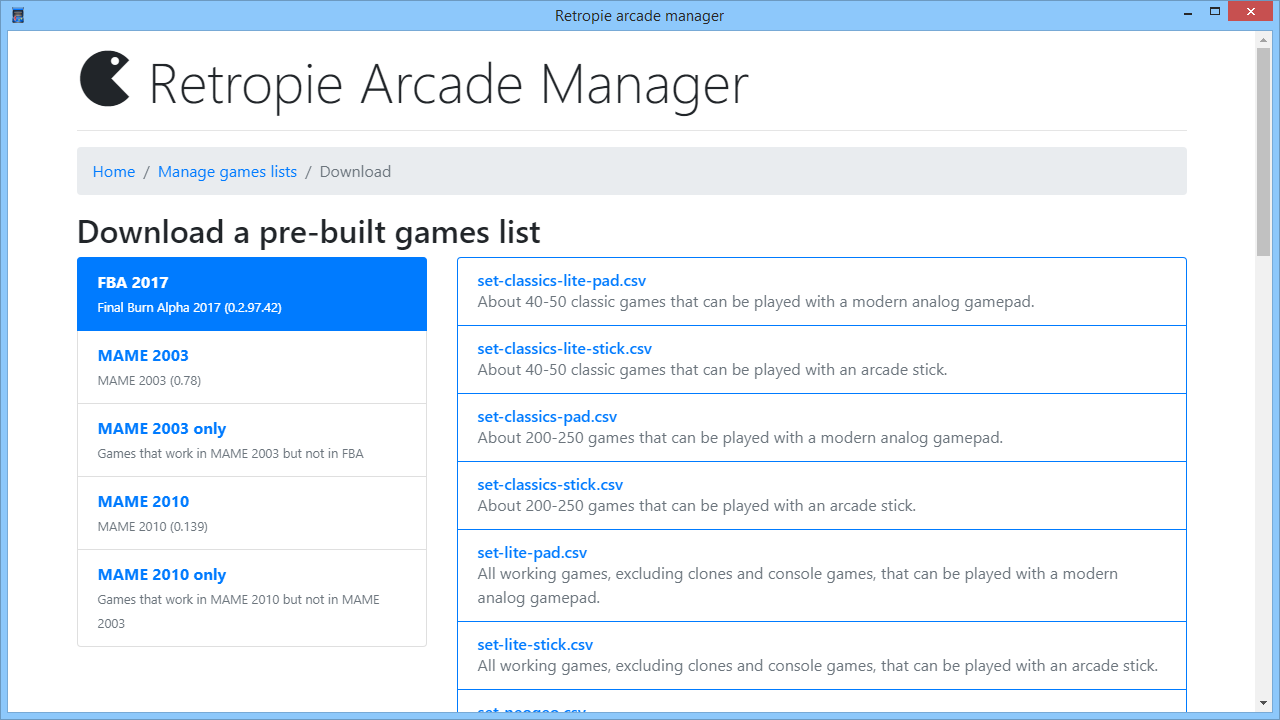 Retropie arcade manager
Retropie Arcade Manager
Home / Manage games lists / Download
Download a pre-built games list
FBA 2017
Final Burn Alpha 2017 (0.2.97.42)
MAME 2003
MAME 2003 (0.78)
MAME 2003 only
Games that work in MAME 2003 but not in FBA
MAME 2010
MAME 2010 (0.139)
MAME 2010 only
Games that work in MAME 2010 but not in MAME
2003
set-classics-lite-pad.csv
About 40-50 classic games that can be played with a modern analog gamepad.
set-classics-lite-stick.csv
About 40-50 classic games that can be played with an arcade stick.
set-classics-pad.csv
About 200-250 games that can be played with a modern analog gamepad.
set-classics-stick.csv
About 200-250 games that can be played with an arcade stick.
set-lite-pad.csv
All working games, excluding clones and console games, that can be played with a modern
analog gamepad.
set-lite-stick.csv
All working games, excluding clones and console games, that can be played with an arcade stick.
set-neogeo.csv